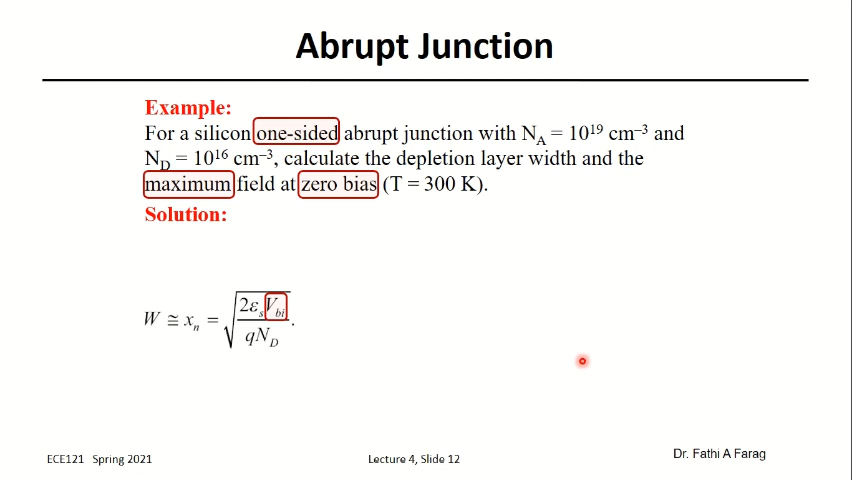 Abrupt Junction
Example:
For a silicon one-sided abrupt junction with N_A = 10^19 cm^–3 and
N_D = 10^16 cm^–3, calculate the depletion layer width and the
maximum field at zero bias (T = 300 K).
Solution:
W ≅ x_n = √(2ε_s V_bi / qN_D).
ECE121 Spring 2021
Lecture 4, Slide 12
Dr. Fathi A Farag